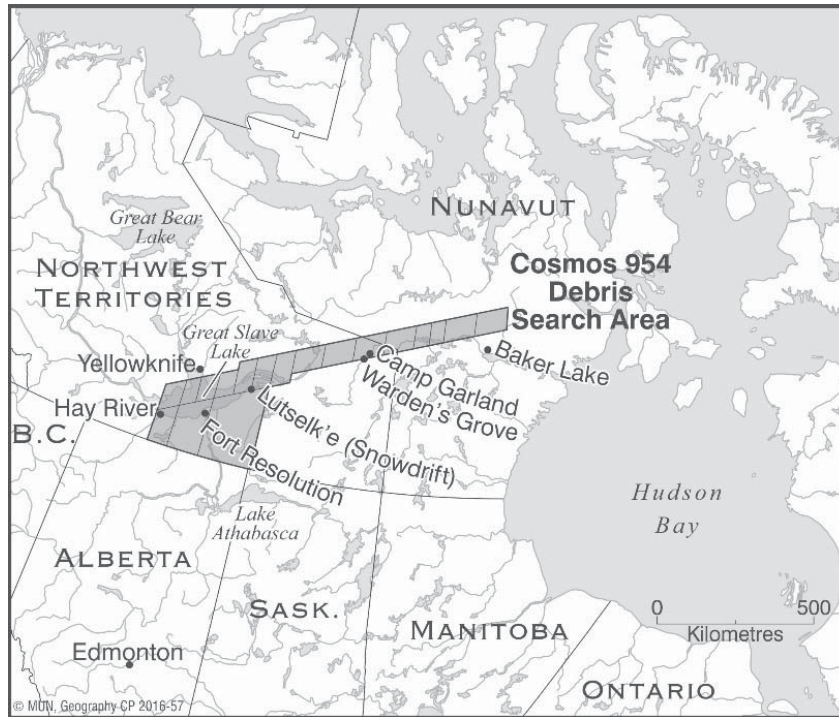 NUNAVUT
Great Bear
Lake
NORTHWEST
TERRITORIES
Cosmos 954
Debris
Search Area
Great Slave
Lake
Yellowknife
Camp Garland
Warden's Grove
Baker Lake
Hay River
Lutselk'e (Snowdrift)
Fort Resolution
B.C.
Lake
Athabasca
Hudson
Bay
ALBERTA
SASK.
MANITOBA
0 500
Kilometres
Edmonton
ONTARIO
© MUN, Geography CP 2016-57